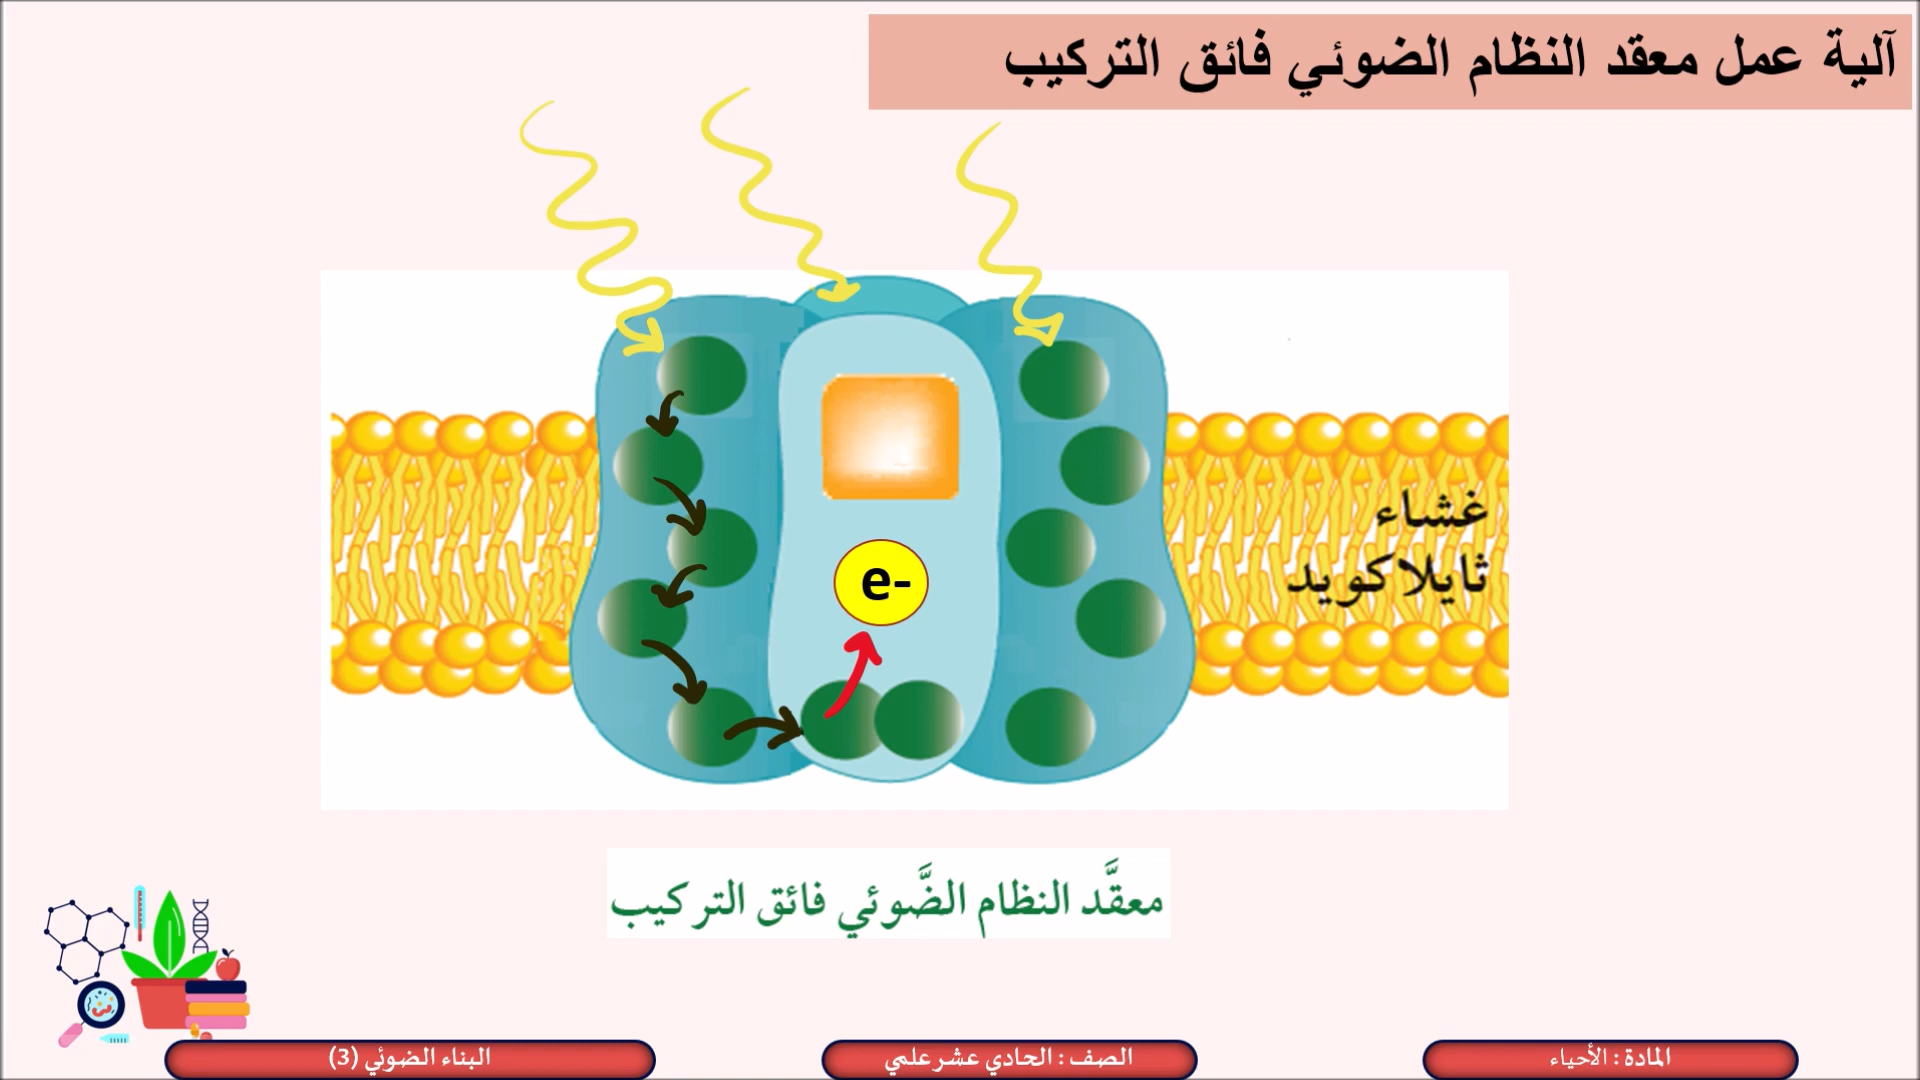 آلية عمل معقد النظام الضوئي فائق التركيب
غشاء
ثايلاكويد
e-
معقَّد النظام الضَّوئي فائق التركيب
المادة : الأحياء
الصف : الحادي عشر علمي
البناء الضوئي (3)